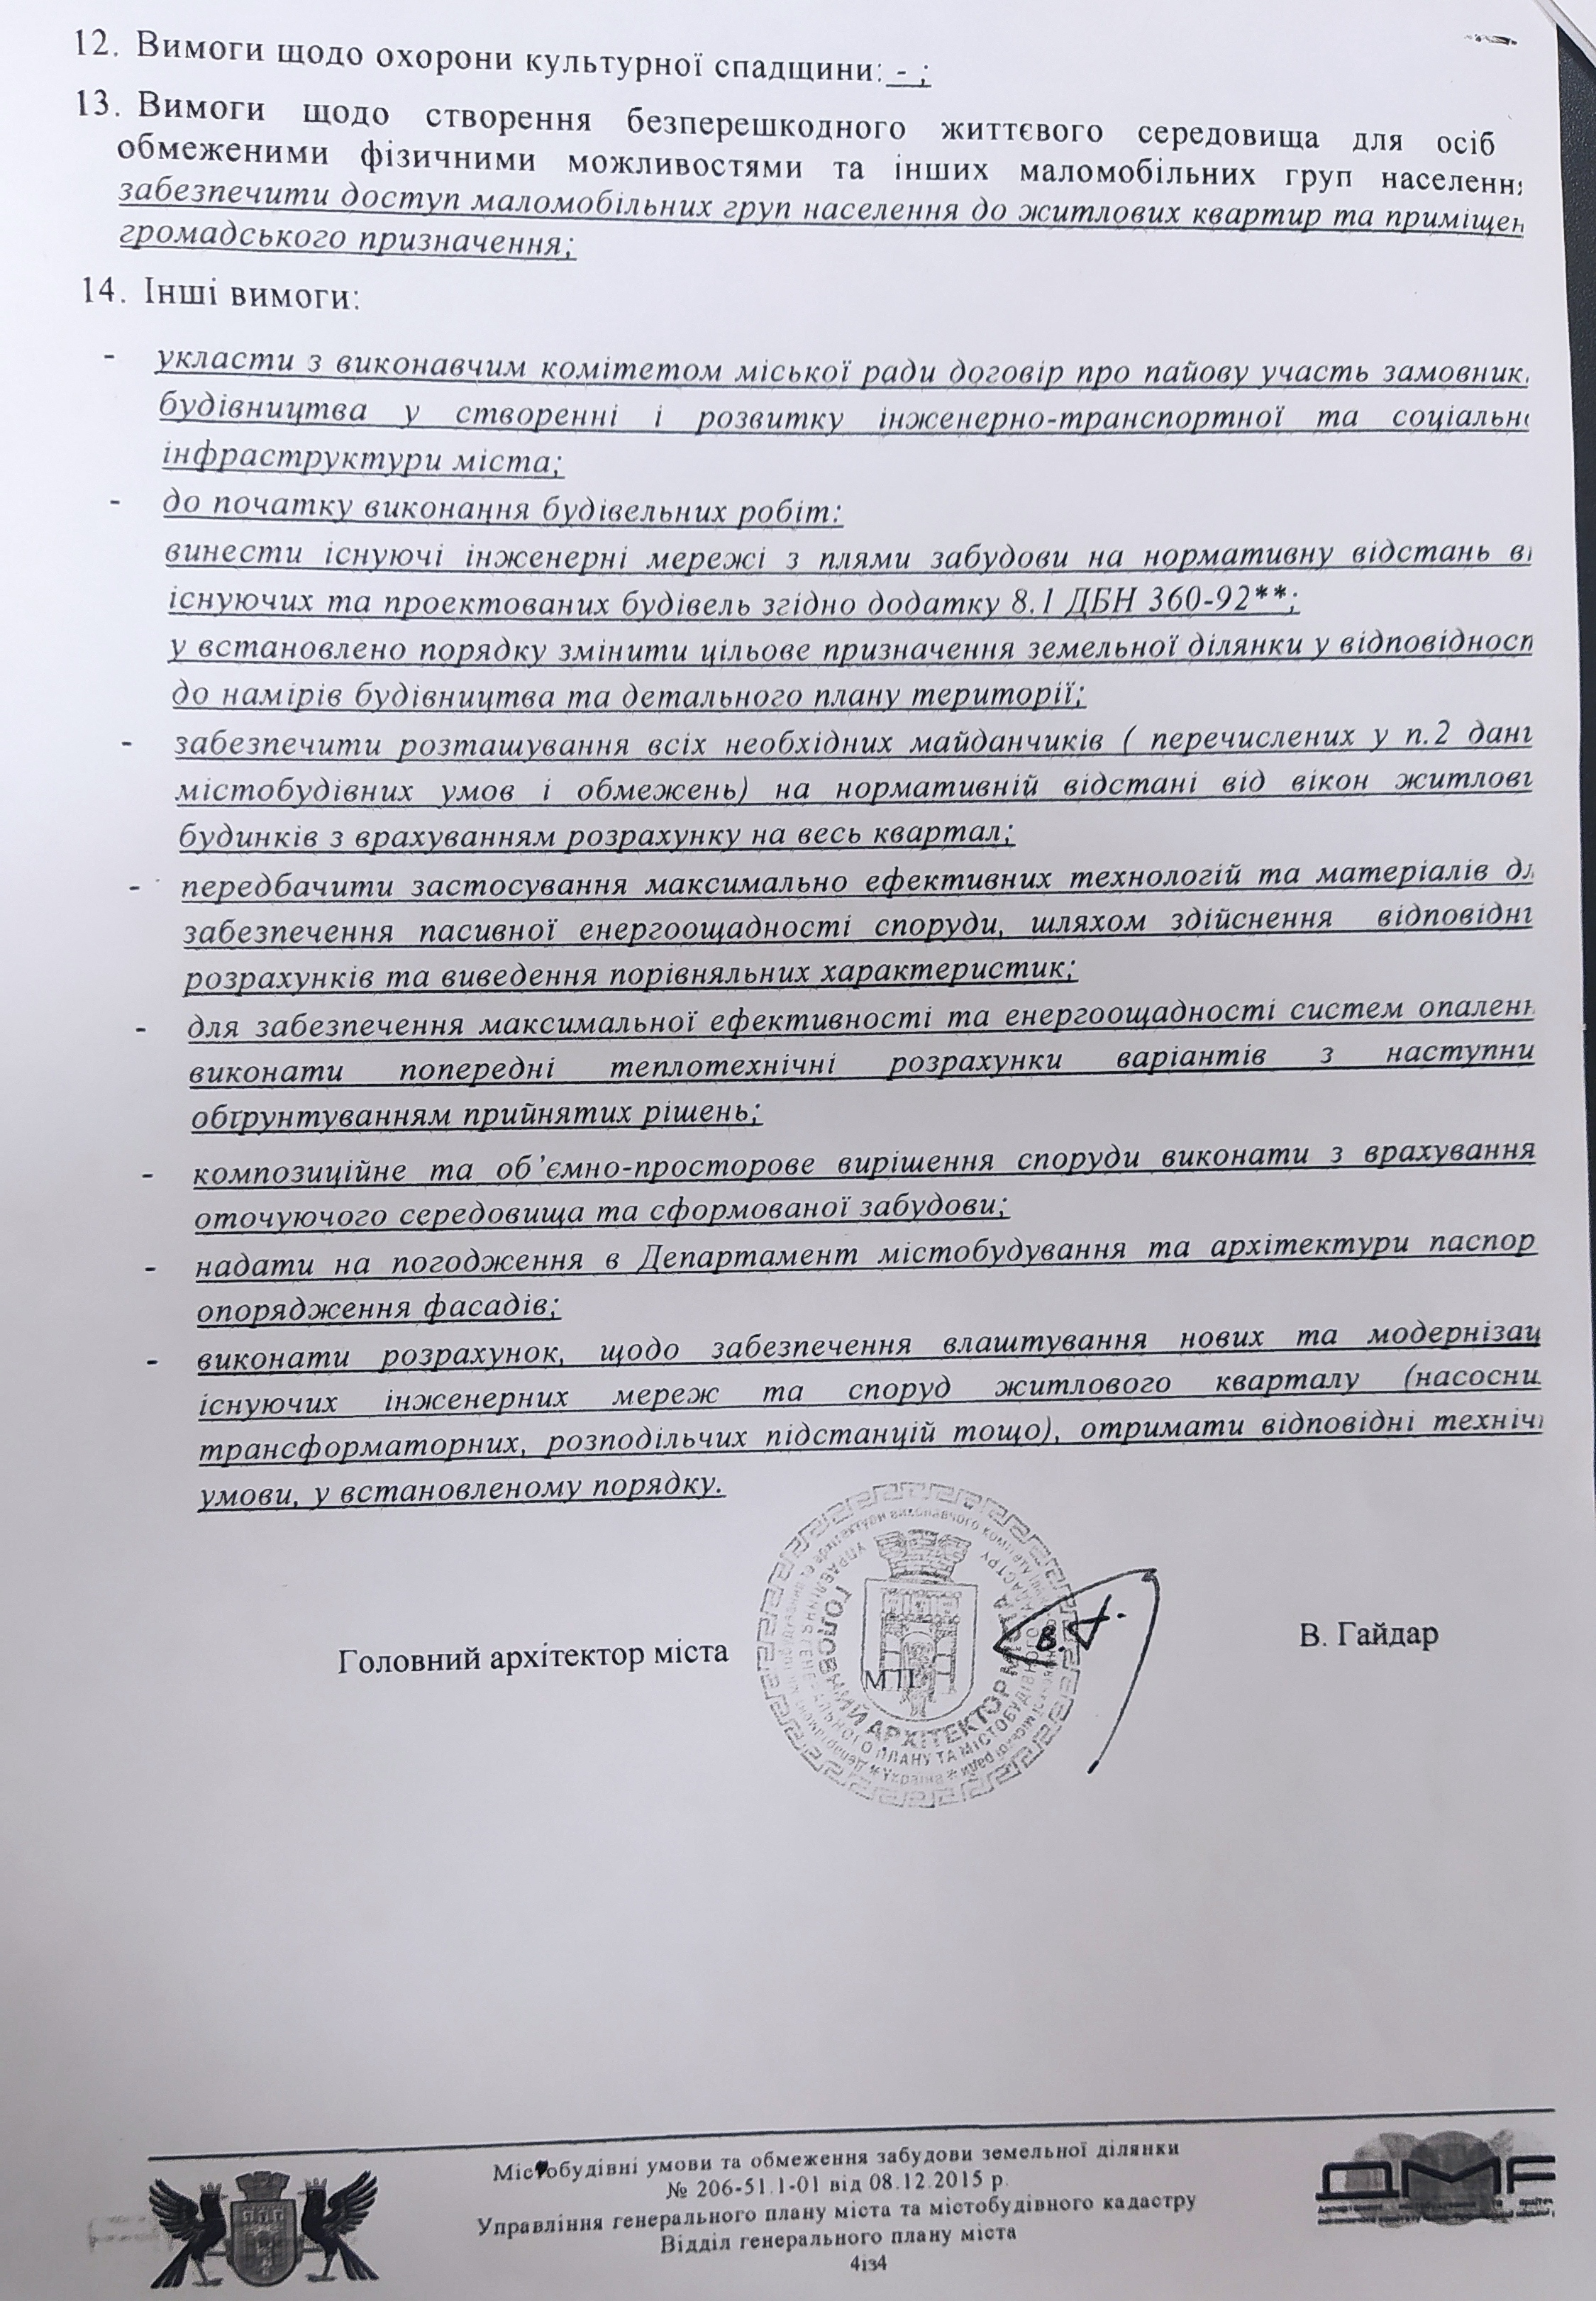 12. Вимоги щодо охорони культурної спадщини: - ;
13. Вимоги щодо створення безперешкодного життєвого середовища для осіб
обмеженими фізичними можливостями та інших маломобільних груп населенн
забезпечити доступ маломобільних груп населення до житлових квартир та приміщен
громадського призначення;
14. Інші вимоги:
- укласти з виконавчим комітетом міської ради договір про пайову участь замовник
будівництва у створенні і розвитку інженерно-транспортної та соціальн
інфраструктури міста;
- до початку виконання будівельних робіт:
винести існуючі інженерні мережі з плями забудови на нормативну відстань ві
існуючих та проектованих будівель згідно додатку 8.1 ДБН 360-92**;
у встановлено порядку змінити цільове призначення земельної ділянки у відповідност
до намірів будівництва та детального плану території;
- забезпечити розташування всіх необхідних майданчиків ( перечислених у п.2 дани
містобудівних умов і обмежень) на нормативній відстані від вікон житлови
будинків з врахуванням розрахунку на весь квартал;
- передбачити застосування максимально ефективних технологій та матеріалів дл
забезпечення пасивної енергоощадності споруди, шляхом здійснення відповідни
розрахунків та виведення порівняльних характеристик;
- для забезпечення максимальної ефективності та енергоощадності систем опален
виконати попередні теплотехнічні розрахунки варіантів з наступни
обґрунтуванням прийнятих рішень;
- композиційне та об’ємно-просторове вирішення споруди виконати з врахування
оточуючого середовища та сформованої забудови;
- надати на погодження в Департамент містобудування та архітектури паспор
опорядження фасадів;
- виконати розрахунок, щодо забезпечення влаштування нових та модернізац
існуючих інженерних мереж та споруд житлового кварталу (насосни
трансформаторних, розподільчих підстанцій тощо), отримати відповідні техніч
умови, у встановленому порядку.
Головний архітектор міста
М П
В. Г.
В. Гайдар
ГОЛОВНИЙ АРХІТЕКТОР МІСТА
УПРАВЛІННЯ ГЕНЕРАЛЬНОГО ПЛАНУ ТА МІСТОБУДІВНОГО КАДАСТРУ
* Україна *
Містобудівні умови та обмеження забудови земельної ділянки
№ 206-51.1-01 від 08.12.2015 р.
Управління генерального плану міста та містобудівного кадастру
Відділ генерального плану міста
4із4
ДМ